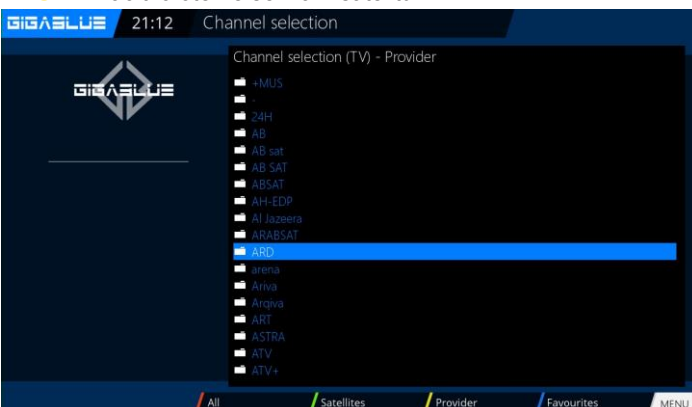 GIGABLUE 21:12 Channel selection
GIGABLUE
Channel selection (TV) - Provider
+MUS
-
24H
AB
AB sat
AB SAT
ABSAT
AH-EDP
Al Jazeera
ARABSAT
ARD
arena
Ariva
Arqiva
ART
ASTRA
ATV
ATV+
All Satellites Provider Favourites MENU